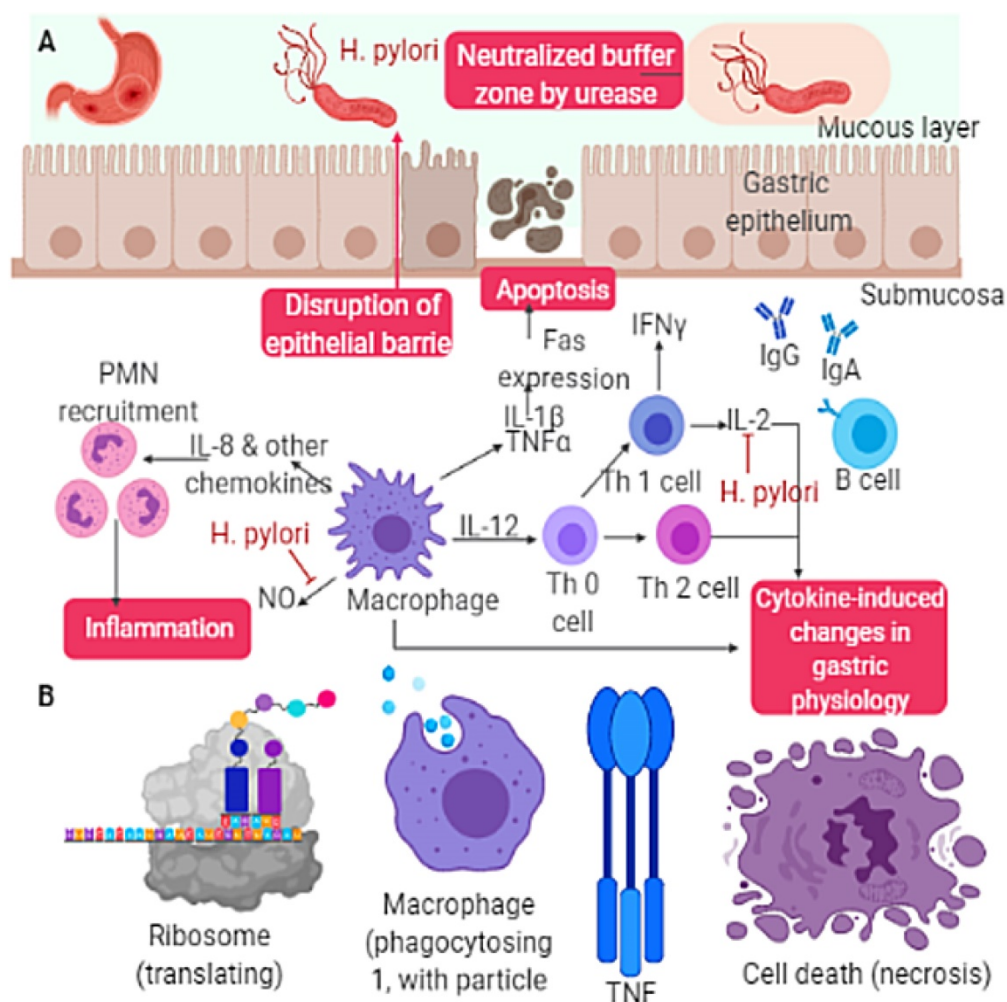 A
H. pylori
Neutralized buffer
zone by urease
Mucous layer
Gastric
epithelium
Submucosa
Disruption of
epithelial barrie
Apoptosis
Fas
expression
IL-1β
TNFα
IFNγ
IgG
IgA
PMN
recruitment
IL-8 & other
chemokines
H. pylori
NO
Macrophage
IL-12
Th 0
cell
Th 1 cell
Th 2 cell
IL-2
H. pylori
B cell
Inflammation
Cytokine-induced
changes in
gastric
physiology
B
Ribosome
(translating)
Macrophage
(phagocytosing
1, with particle
TNF
Cell death (necrosis)